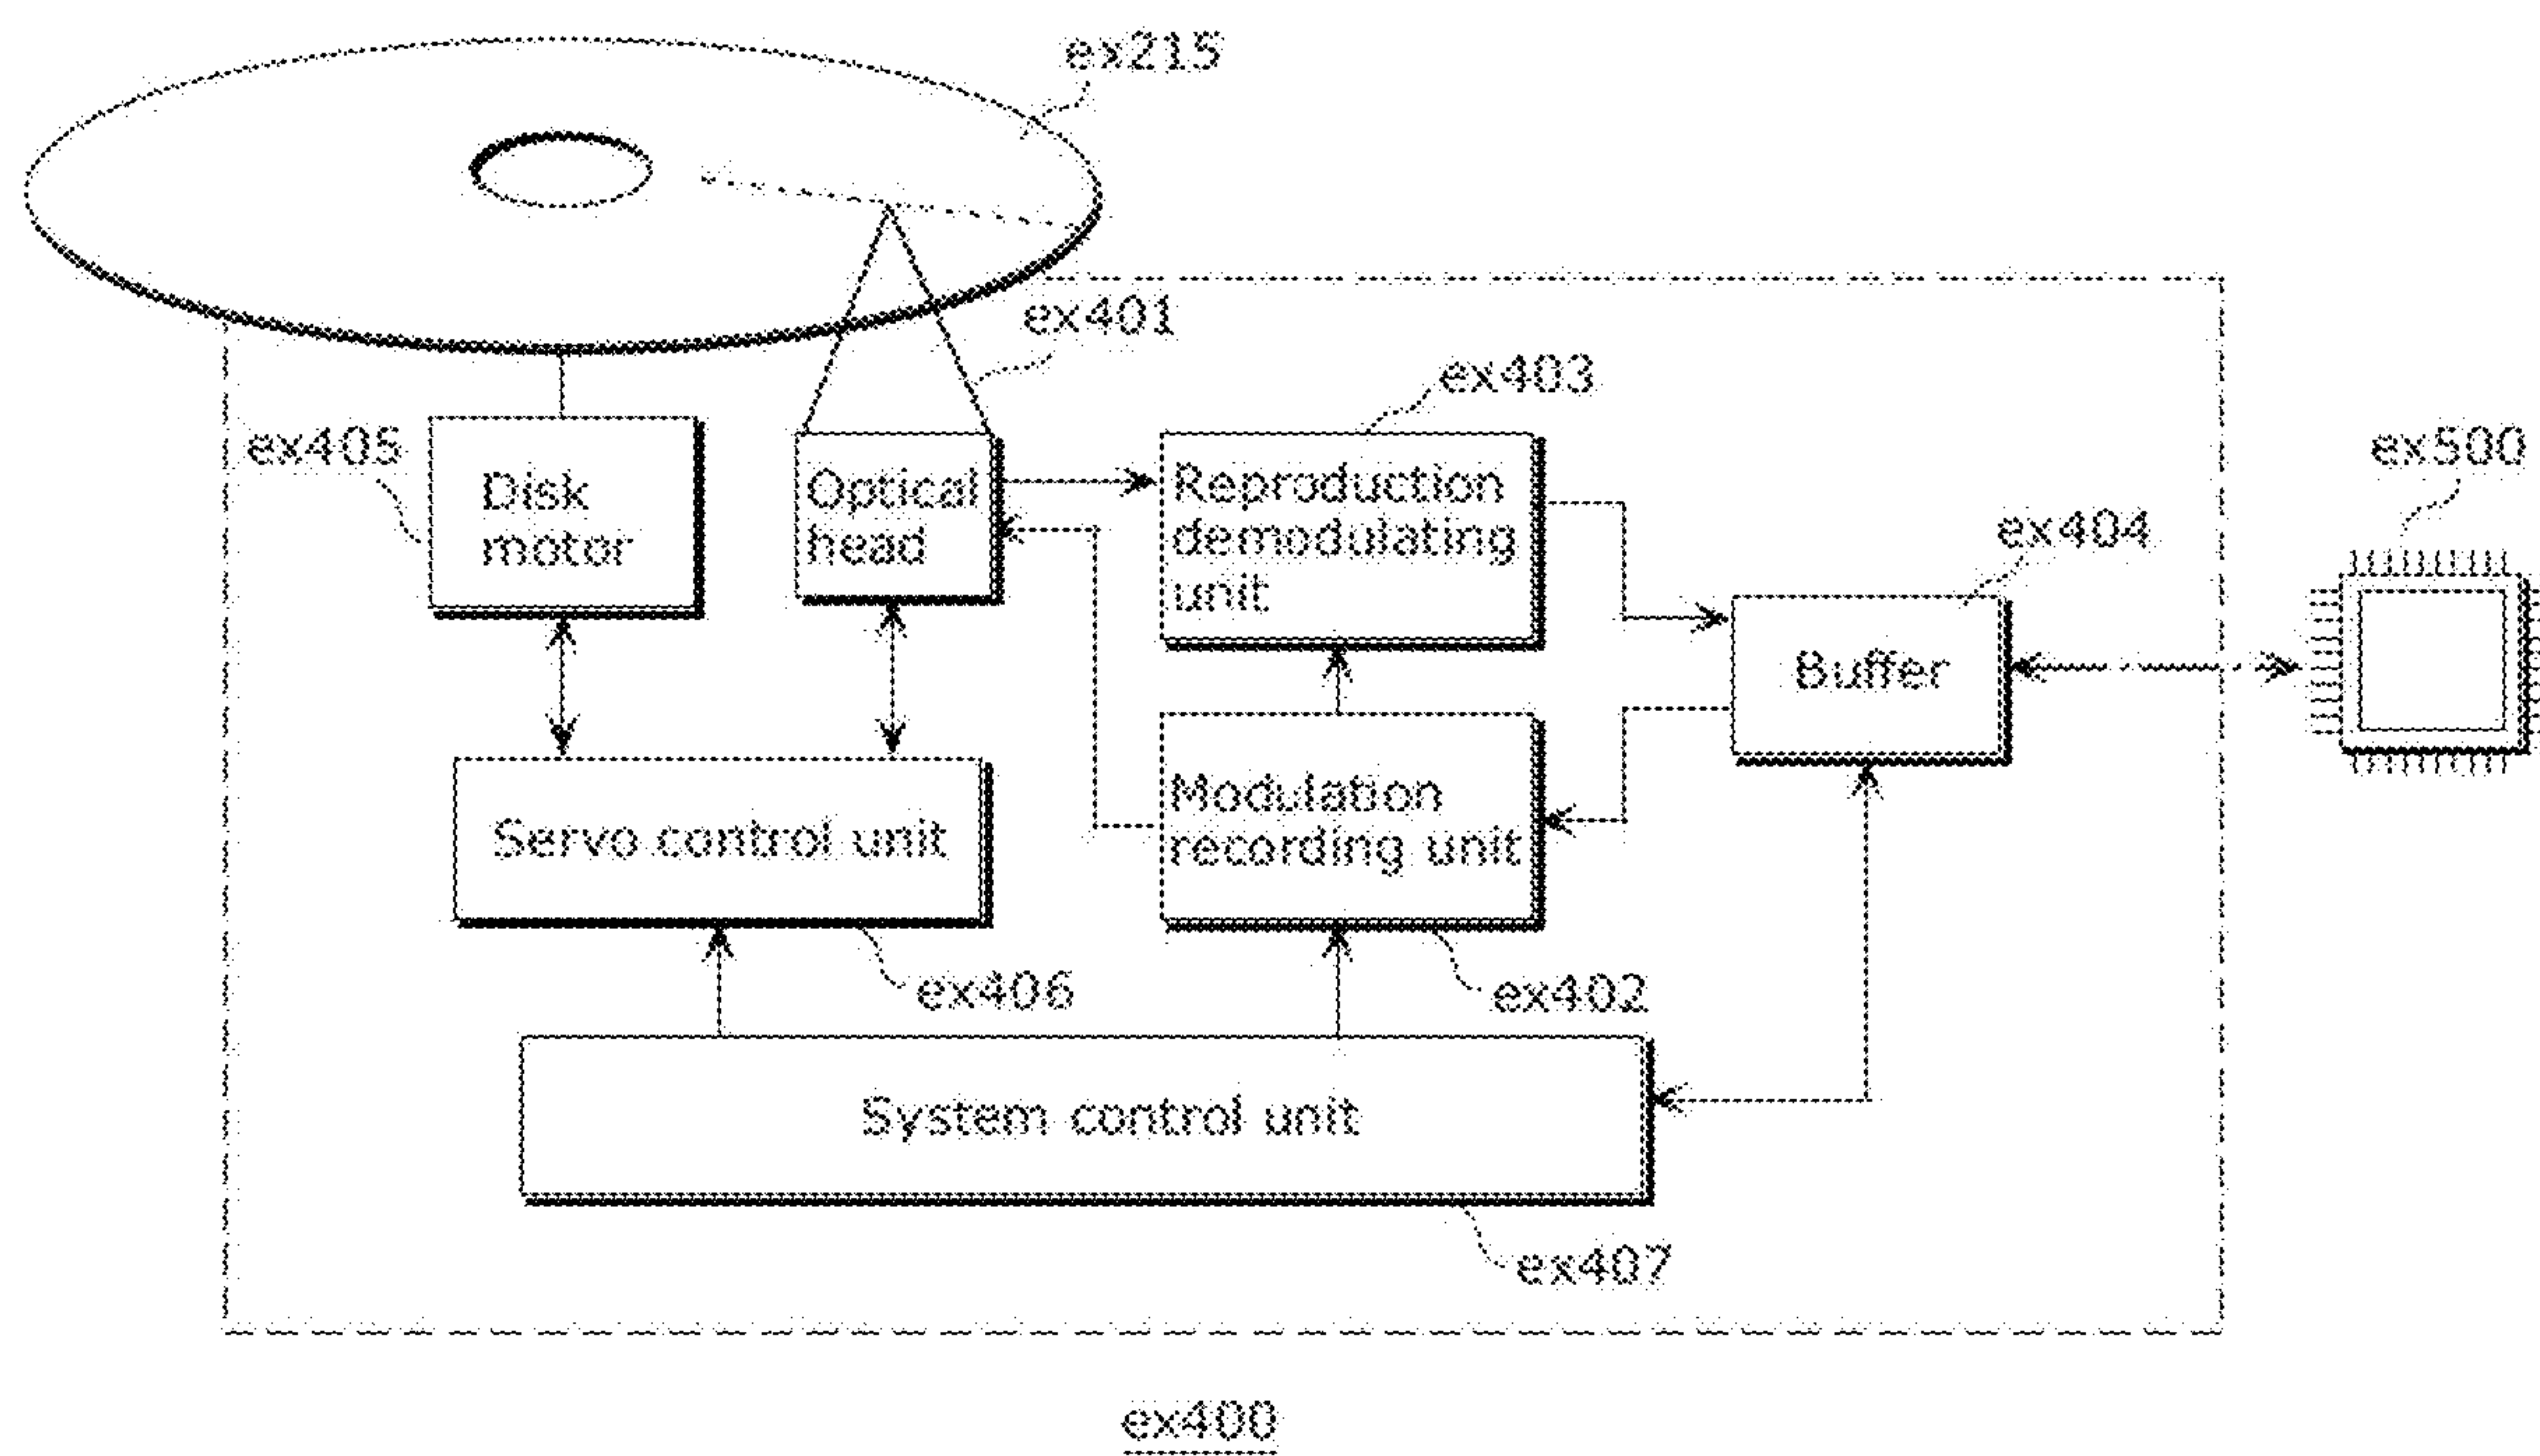 ex215
ex401
ex403
ex405
ex500
Disk
motor
Optical
head
Reproduction
demodulating
unit
ex404
Buffer
Modulation
recording unit
Servo control unit
ex406
ex402
System control unit
ex407
ex400